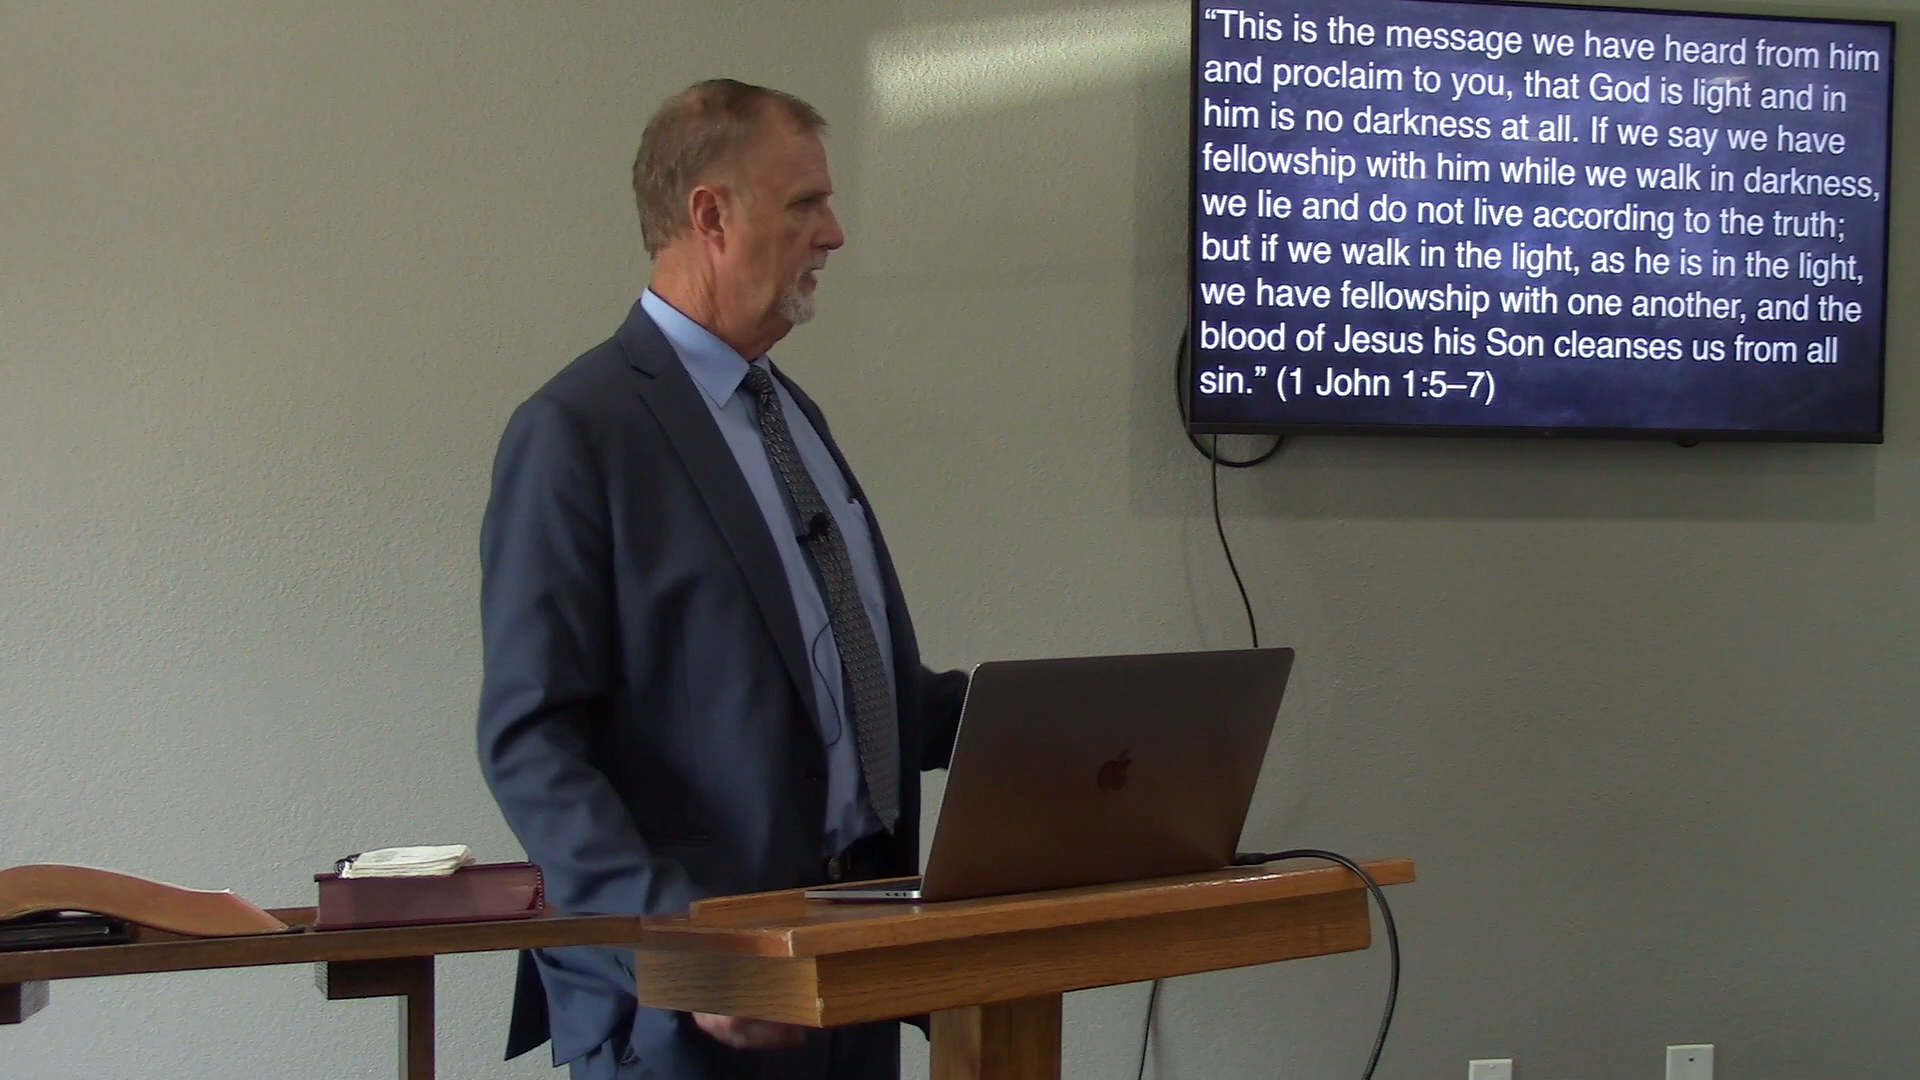 “This is the message we have heard from him
and proclaim to you, that God is light and in
him is no darkness at all. If we say we have
fellowship with him while we walk in darkness,
we lie and do not live according to the truth;
but if we walk in the light, as he is in the light,
we have fellowship with one another, and the
blood of Jesus his Son cleanses us from all
sin.” (1 John 1:5–7)